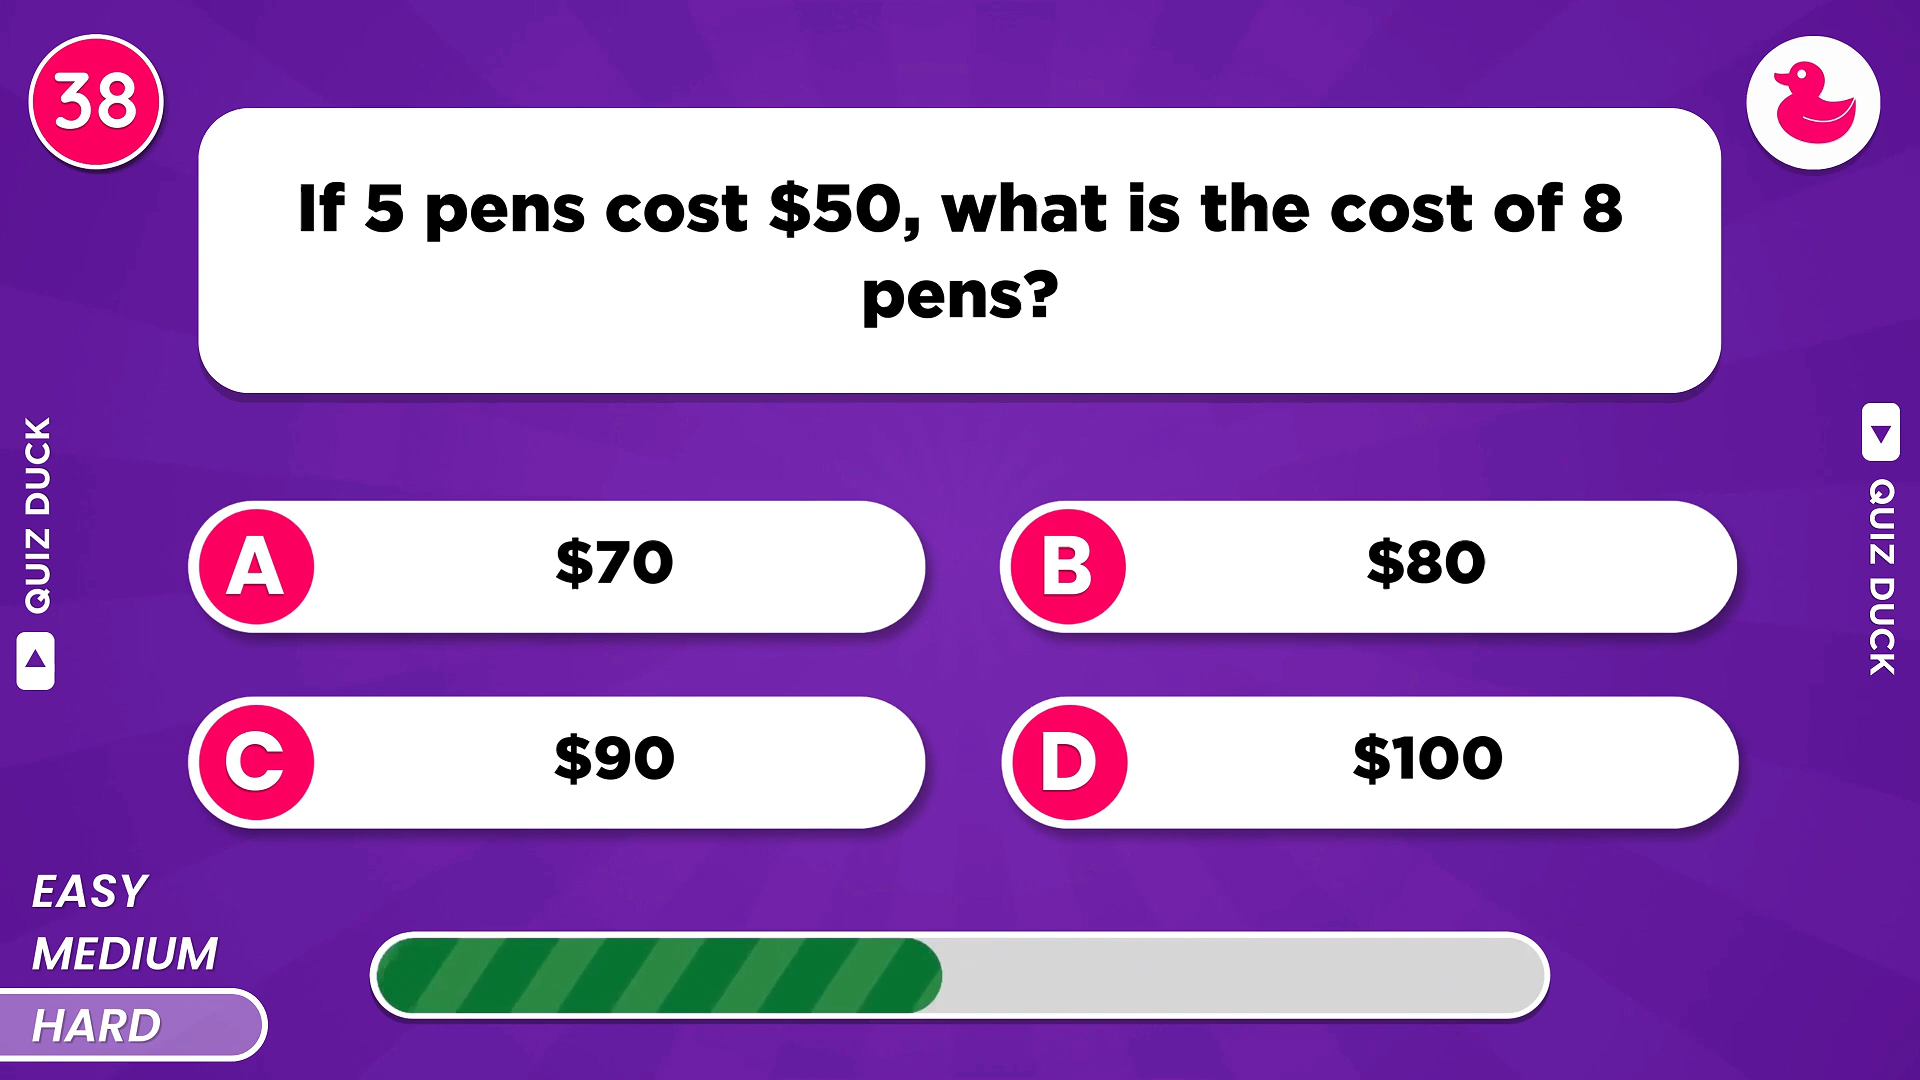 38
If 5 pens cost $50, what is the cost of 8
pens?
QUIZ DUCK
QUIZ DUCK
A $70
B $80
C $90
D $100
EASY
MEDIUM
HARD